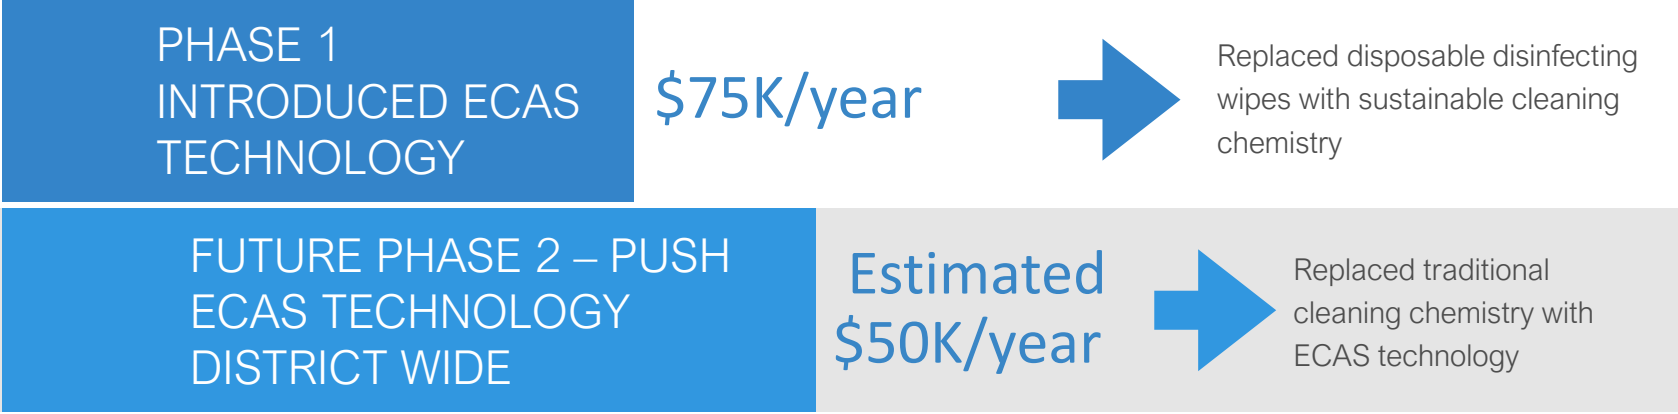 PHASE 1
INTRODUCED ECAS
TECHNOLOGY
$75K/year
Replaced disposable disinfecting
wipes with sustainable cleaning
chemistry
FUTURE PHASE 2 – PUSH
ECAS TECHNOLOGY
DISTRICT WIDE
Estimated
$50K/year
Replaced traditional
cleaning chemistry with
ECAS technology